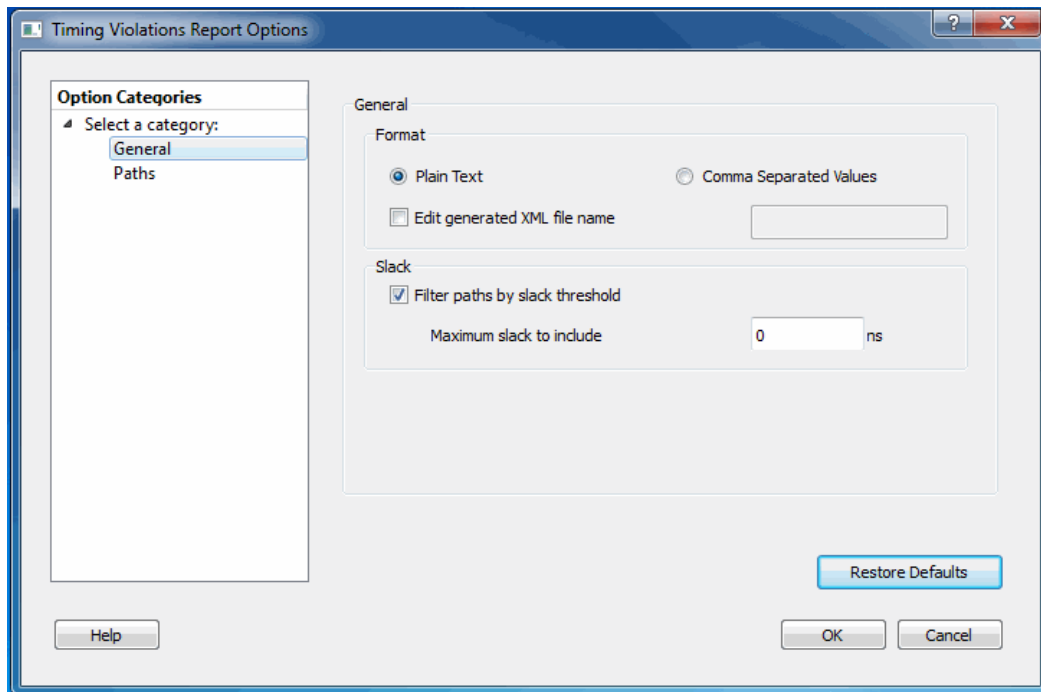 Timing Violations Report Options
?
Option Categories
Select a category:
General
Paths
General
Format
Plain Text
Comma Separated Values
Edit generated XML file name
Slack
Filter paths by slack threshold
Maximum slack to include
0
ns
Restore Defaults
Help
OK
Cancel